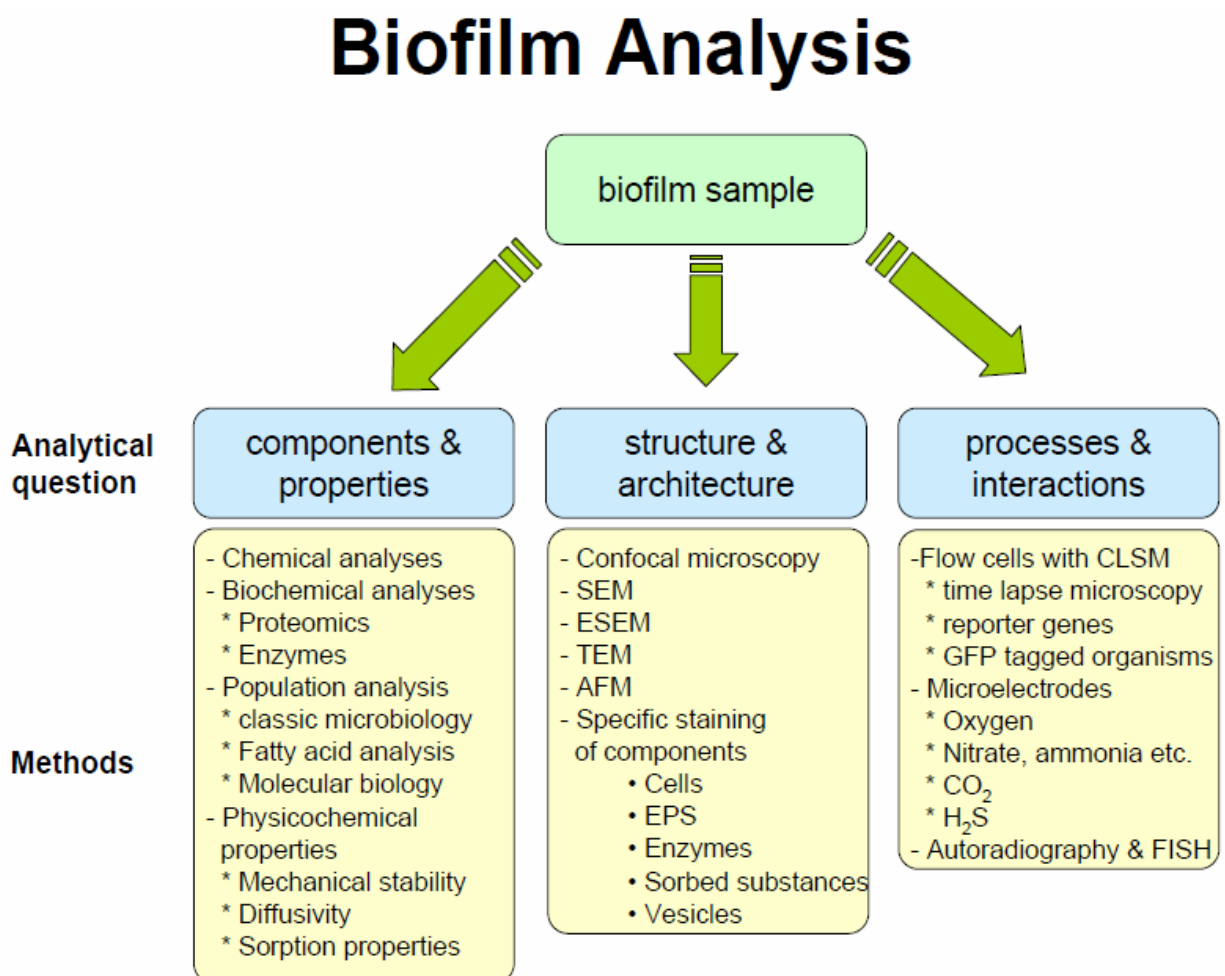 Biofilm Analysis
biofilm sample
Analytical
question
components &
properties
structure &
architecture
processes &
interactions
Methods
- Chemical analyses
- Biochemical analyses
* Proteomics
* Enzymes
- Population analysis
* classic microbiology
* Fatty acid analysis
* Molecular biology
- Physicochemical
properties
* Mechanical stability
* Diffusivity
* Sorption properties
- Confocal microscopy
- SEM
- ESEM
- TEM
- AFM
- Specific staining
of components
• Cells
• EPS
• Enzymes
• Sorbed substances
• Vesicles
-Flow cells with CLSM
* time lapse microscopy
* reporter genes
* GFP tagged organisms
- Microelectrodes
* Oxygen
* Nitrate, ammonia etc.
* CO₂
* H₂S
- Autoradiography & FISH